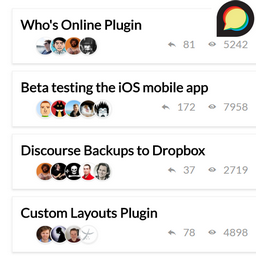 Who's Online Plugin
81 5242
Beta testing the iOS mobile app
172 7958
Discourse Backups to Dropbox
37 2719
Custom Layouts Plugin
78 4898